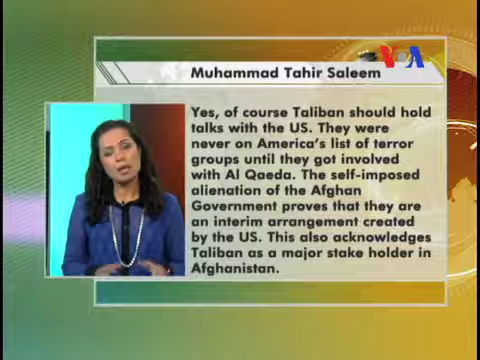 VOA
Muhammad Tahir Saleem
Yes, of course Taliban should hold
talks with the US. They were
never on America's list of terror
groups until they got involved
with Al Qaeda. The self-imposed
alienation of the Afghan
Government proves that they are
an interim arrangement created
by the US. This also acknowledges
Taliban as a major stake holder in
Afghanistan.